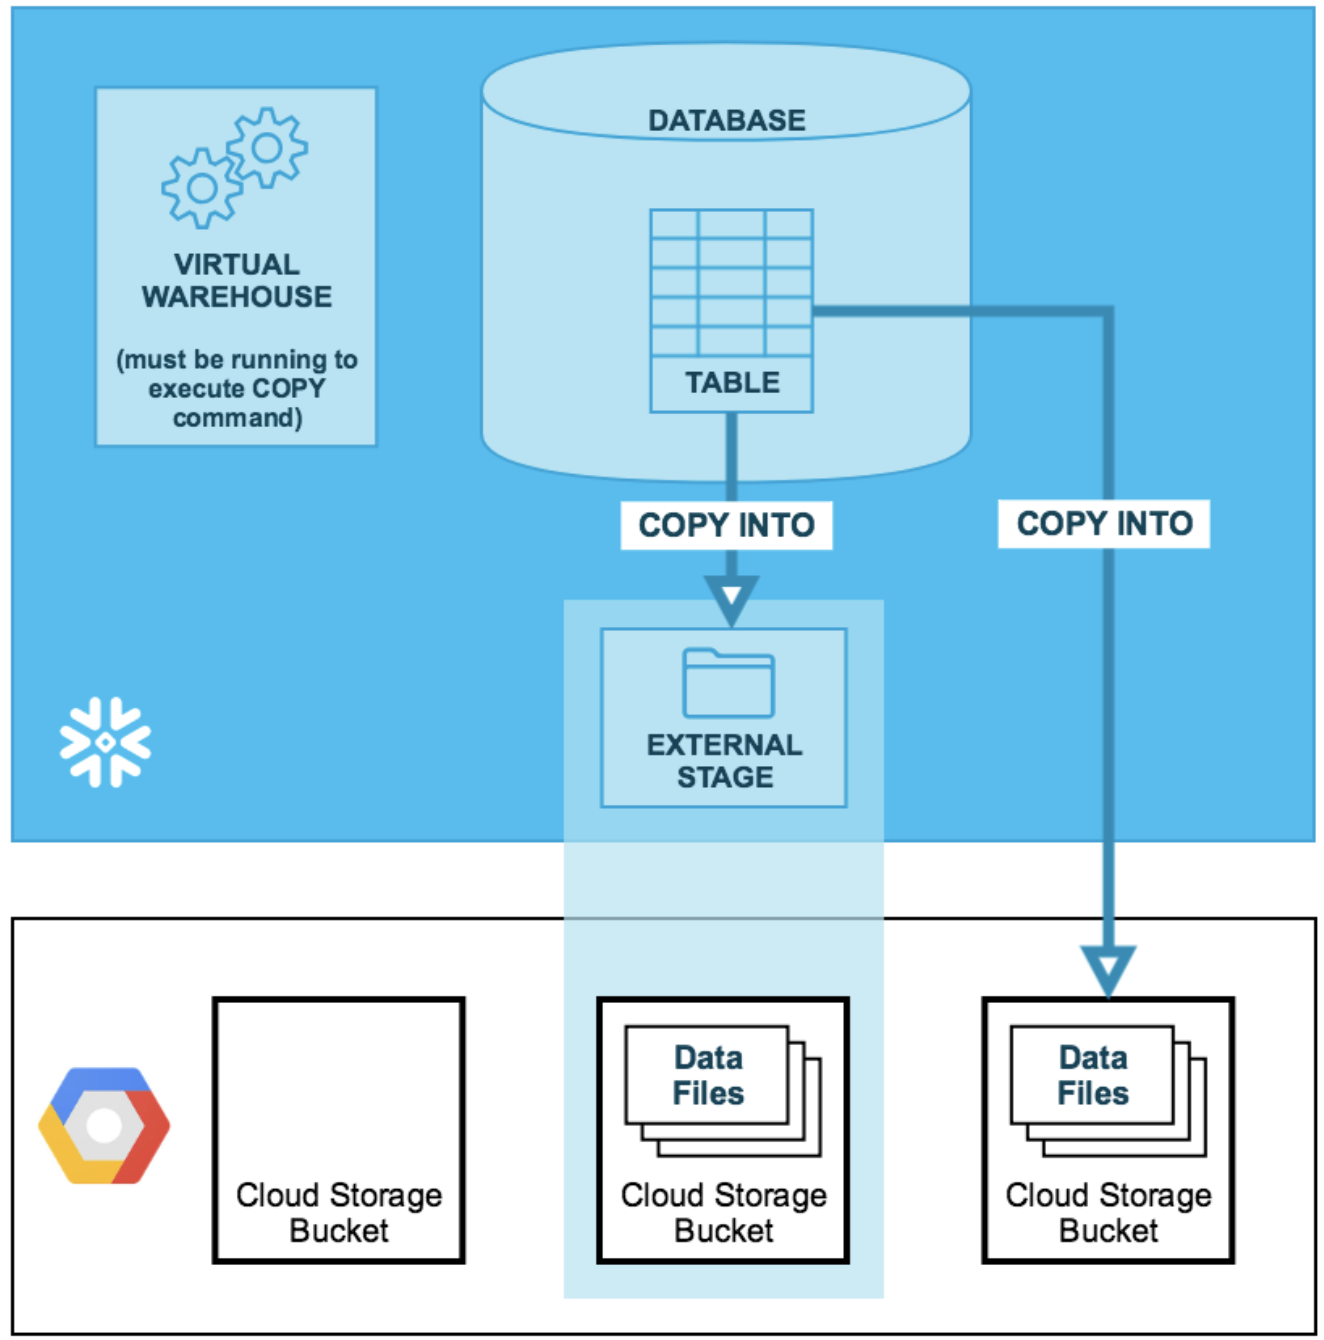 DATABASE
VIRTUAL
WAREHOUSE
(must be running to
execute COPY
command)
TABLE
COPY INTO
COPY INTO
EXTERNAL
STAGE
Cloud Storage
Bucket
Data
Files
Cloud Storage
Bucket
Data
Files
Cloud Storage
Bucket